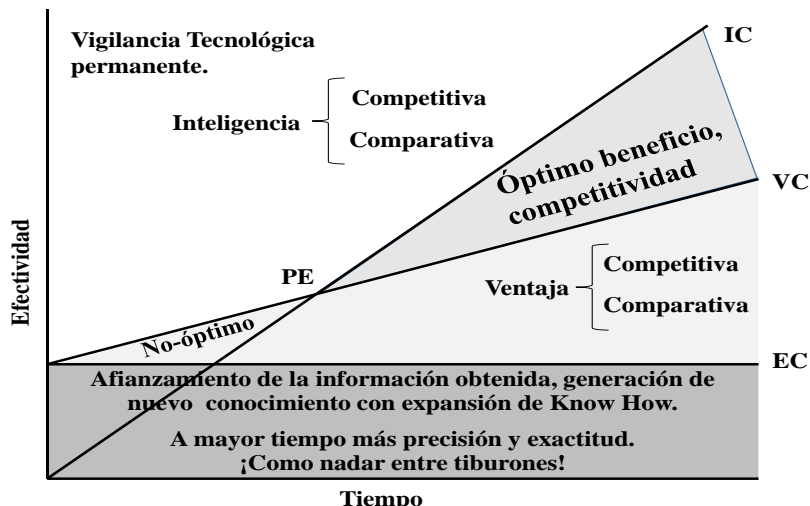 Vigilancia Tecnológica
permanente.
IC
Inteligencia
Competitiva
Comparativa
Óptimo beneficio,
competitividad
VC
Efectividad
PE
Ventaja
Competitiva
Comparativa
No-óptimo
EC
Afianzamiento de la información obtenida, generación de
nuevo conocimiento con expansión de Know How.
A mayor tiempo más precisión y exactitud.
¡Como nadar entre tiburones!
Tiempo